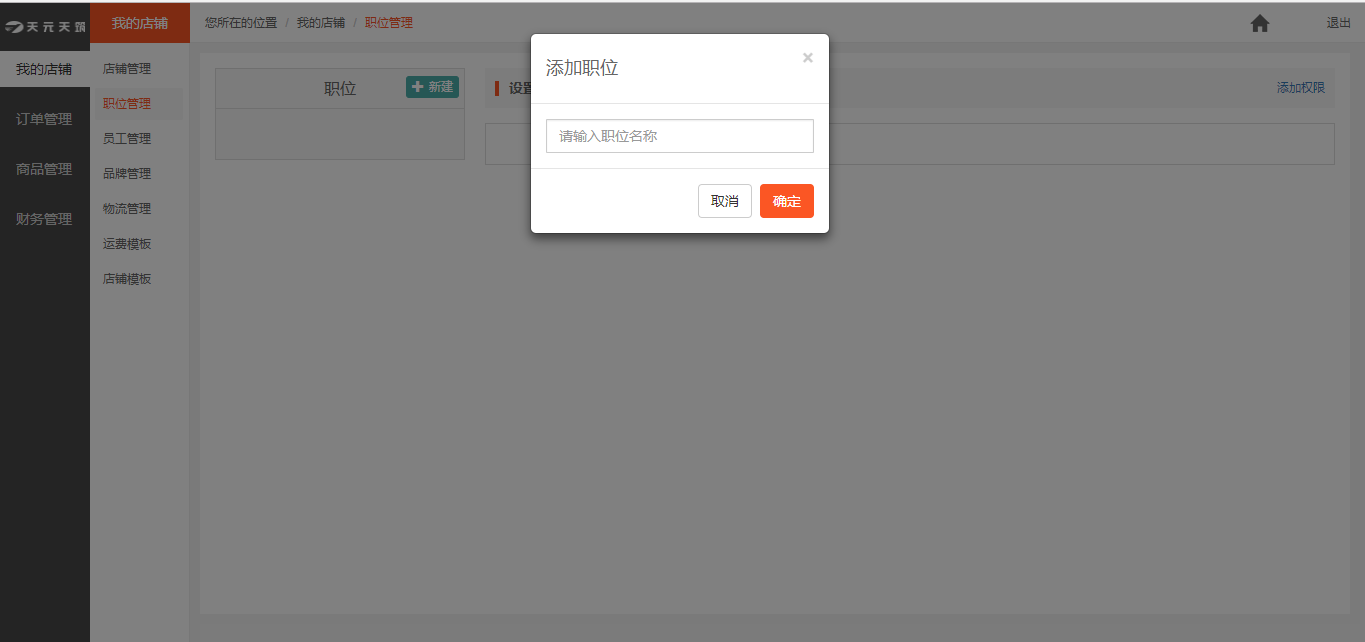 天元天筑
我的店铺
您所在的位置 / 我的店铺 / 职位管理
退出
我的店铺
订单管理
商品管理
财务管理
店铺管理
职位管理
员工管理
品牌管理
物流管理
运费模板
店铺模板
职位
新建
设置
添加权限
添加职位
×
请输入职位名称
取消
确定